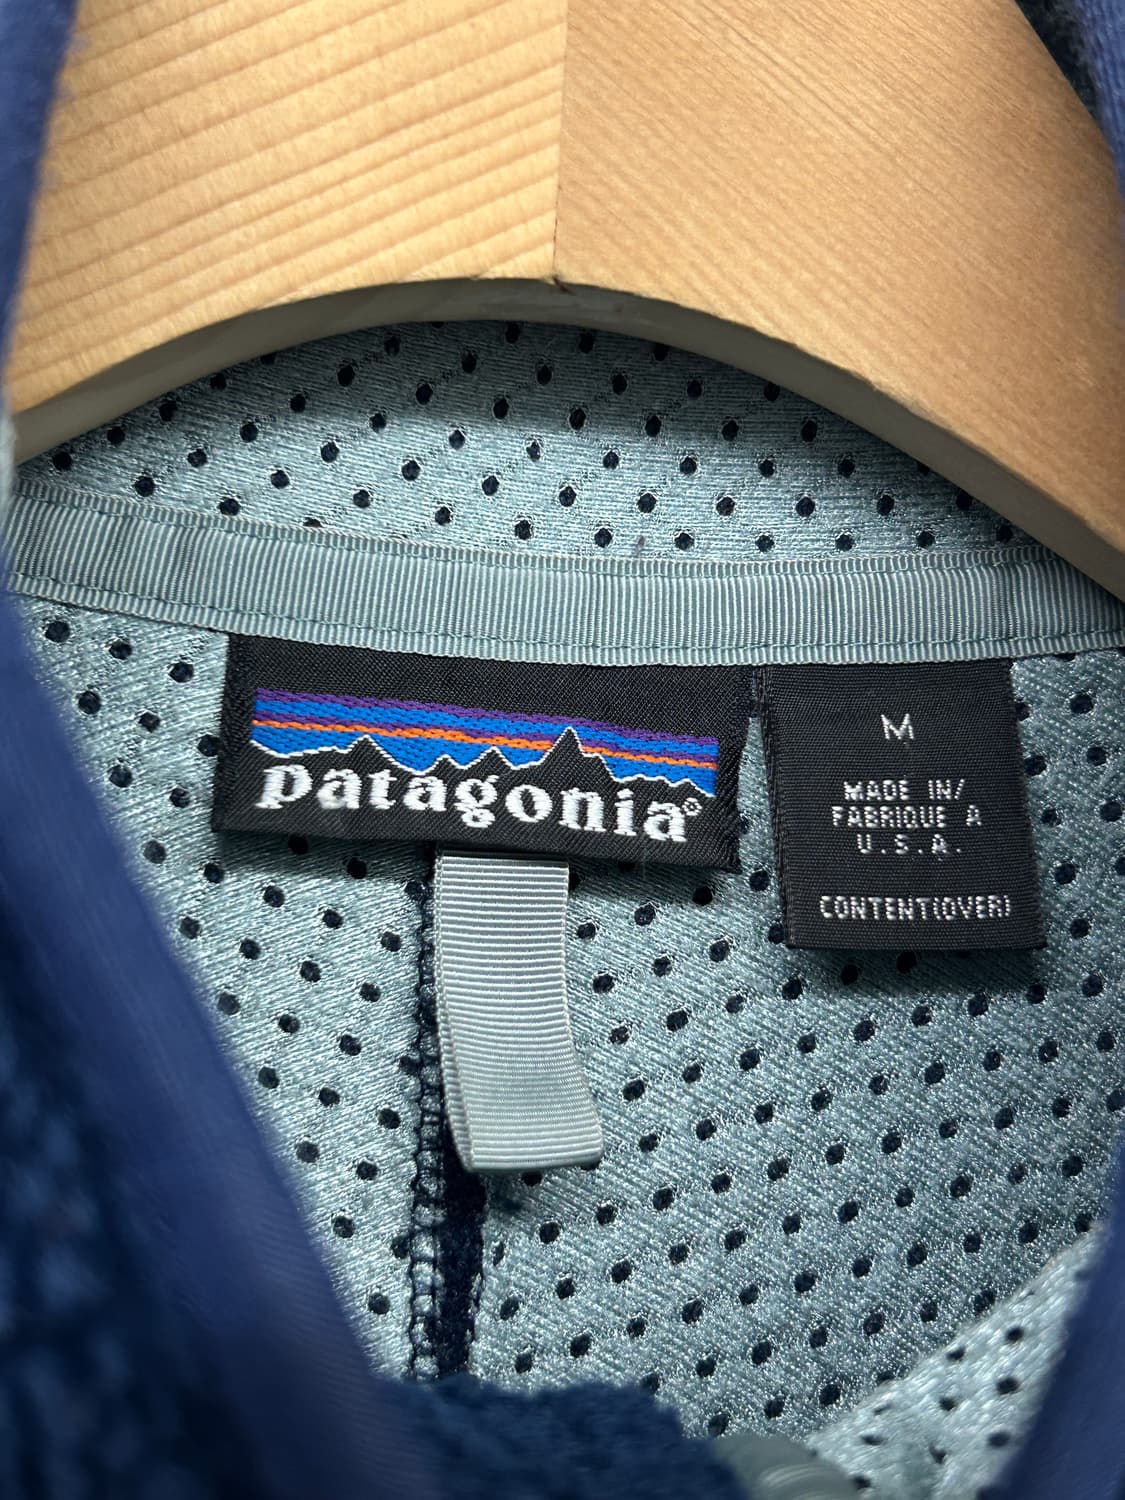 patagonia®
M
MADE IN/
FABRIQUE A
U.S.A.
CONTENT(OVER)